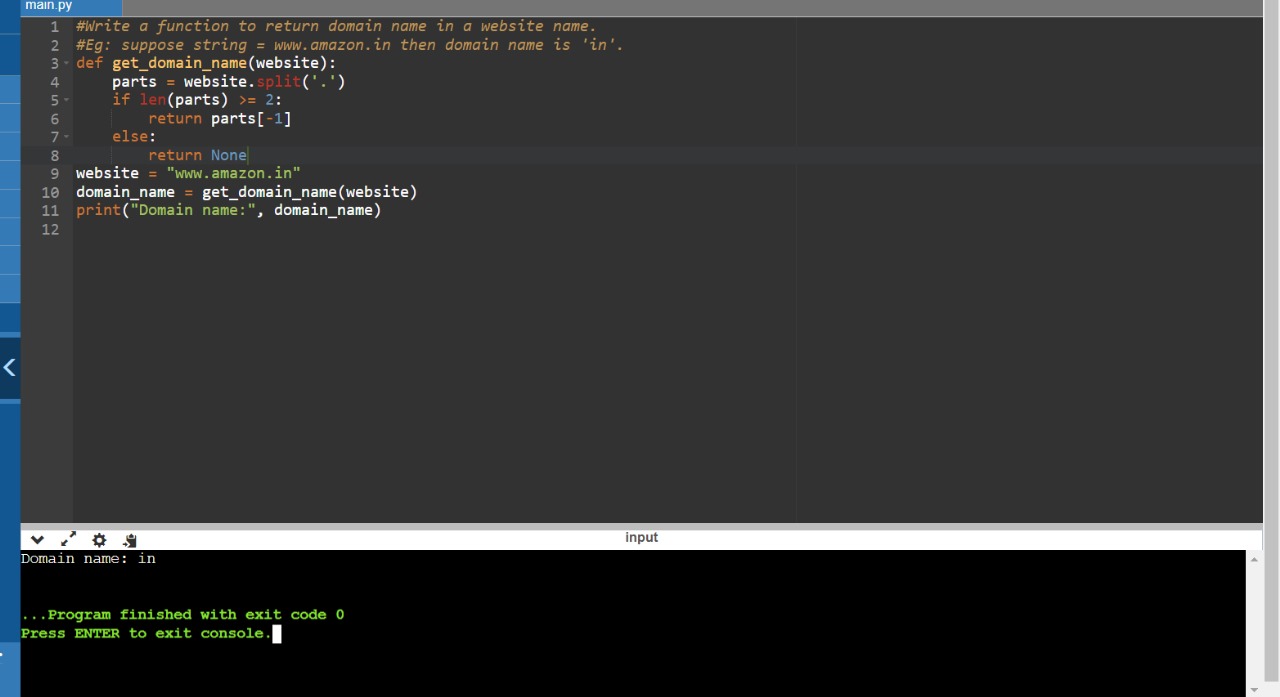 main.py
1 #Write a function to return domain name in a website name.
2 #Eg: suppose string = www.amazon.in then domain name is 'in'.
3 def get_domain_name(website):
4     parts = website.split('.')
5     if len(parts) >= 2:
6         return parts[-1]
7     else:
8         return None
9 website = "www.amazon.in"
10 domain_name = get_domain_name(website)
11 print("Domain name:", domain_name)
12
input
Domain name: in
...Program finished with exit code 0
Press ENTER to exit console.